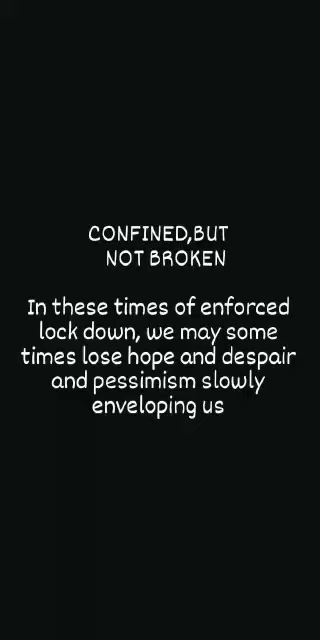 CONFINED,BUT
NOT BROKEN
In these times of enforced
lock down, we may some
times lose hope and despair
and pessimism slowly
enveloping us